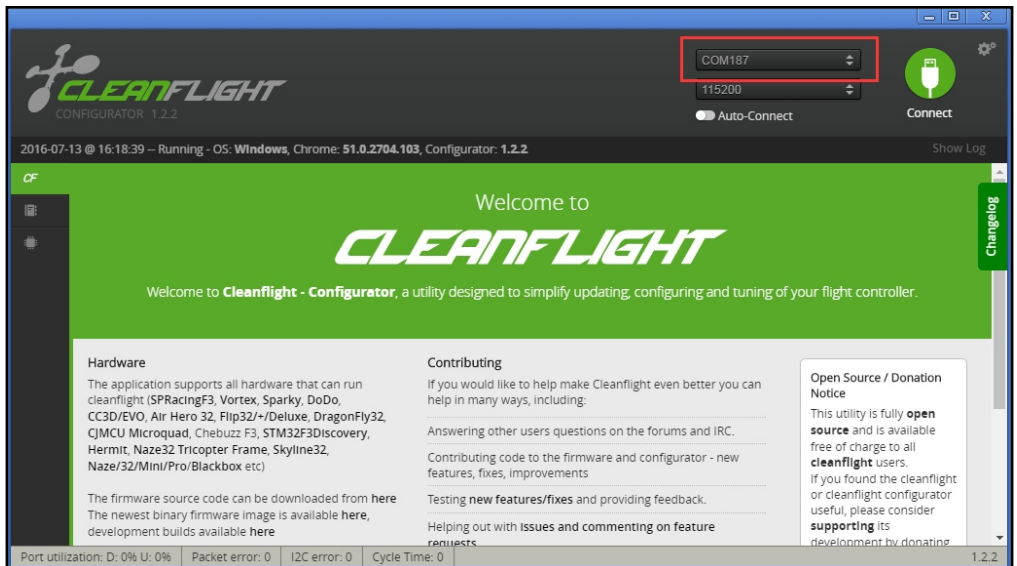 CLEANFLIGHT
CONFIGURATOR 1.2.2
COM187
115200
Auto-Connect
Connect
2016-07-13 @ 16:18:39 -- Running - OS: Windows, Chrome: 51.0.2704.103, Configurator: 1.2.2
Show Log
CF
Changelog
Welcome to
CLEANFLIGHT
Welcome to Cleanflight - Configurator, a utility designed to simplify updating, configuring and tuning of your flight controller.
Hardware
The application supports all hardware that can run
cleanflight (SPRacingF3, Vortex, Sparky, DoDo,
CC3D/EVO, Air Hero 32, Flip32/+/Deluxe, DragonFly32,
CJMCU Microquad, Chebuzz F3, STM32F3Discovery,
Hermit, Naze32 Tricopter Frame, Skyline32,
Naze/32/Mini/Pro/Blackbox etc)
The firmware source code can be downloaded from here
The newest binary firmware image is available here,
development builds available here
Contributing
If you would like to help make Cleanflight even better you can
help in many ways, including:
Answering other users questions on the forums and IRC.
Contributing code to the firmware and configurator - new
features, fixes, improvements
Testing new features/fixes and providing feedback.
Helping out with issues and commenting on feature
requests
Open Source / Donation
Notice
This utility is fully open
source and is available
free of charge to all
cleanflight users.
If you found the cleanflight
or cleanflight configurator
useful, please consider
supporting its
development by donating
Port utilization: D: 0% U: 0%
Packet error: 0
I2C error: 0
Cycle Time: 0
1.2.2